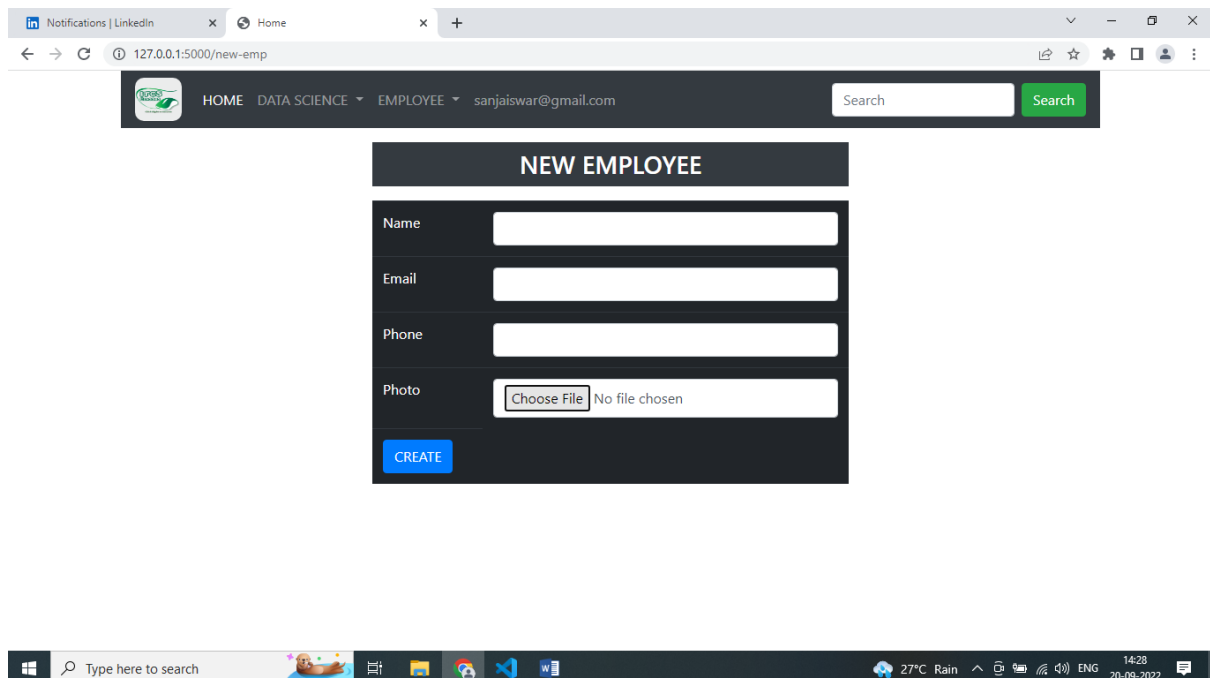 Notifications | LinkedIn
Home
127.0.0.1:5000/new-emp
HOME DATA SCIENCE EMPLOYEE sanjaiswar@gmail.com Search Search
NEW EMPLOYEE
Name
Email
Phone
Photo Choose File No file chosen
CREATE
Type here to search
27°C Rain ENG
14:28
20-09-2022